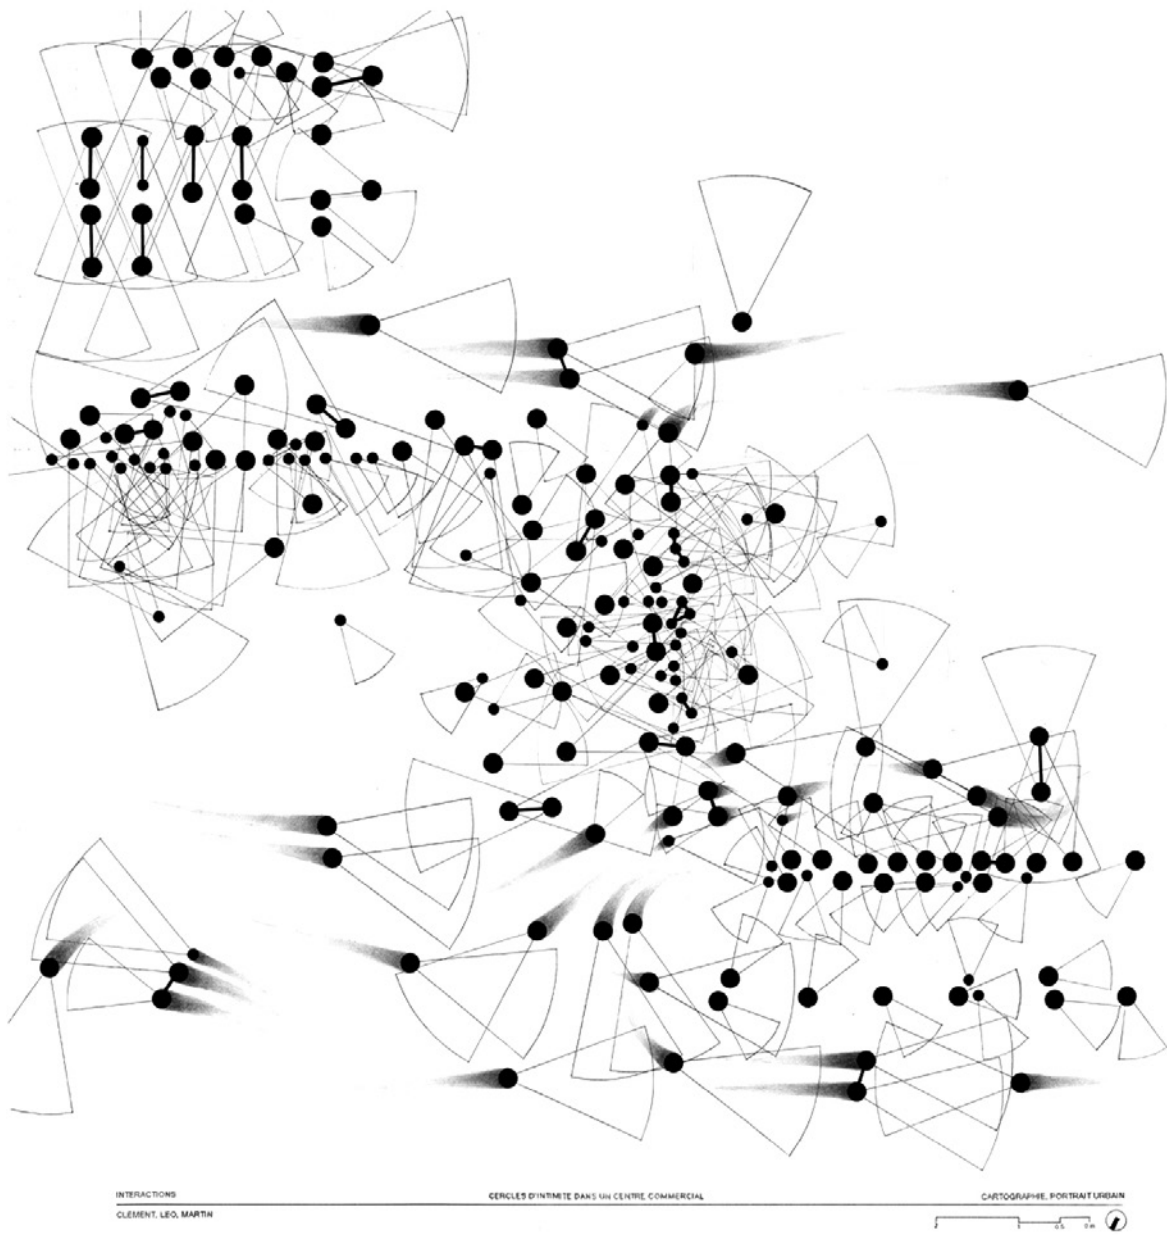 INTERACTIONS
CERCLES D'INTIMITE DANS UN CENTRE COMMERCIAL
CARTOGRAPHIE, PORTRAIT URBAIN
CLEMENT, LEO, MARTIN